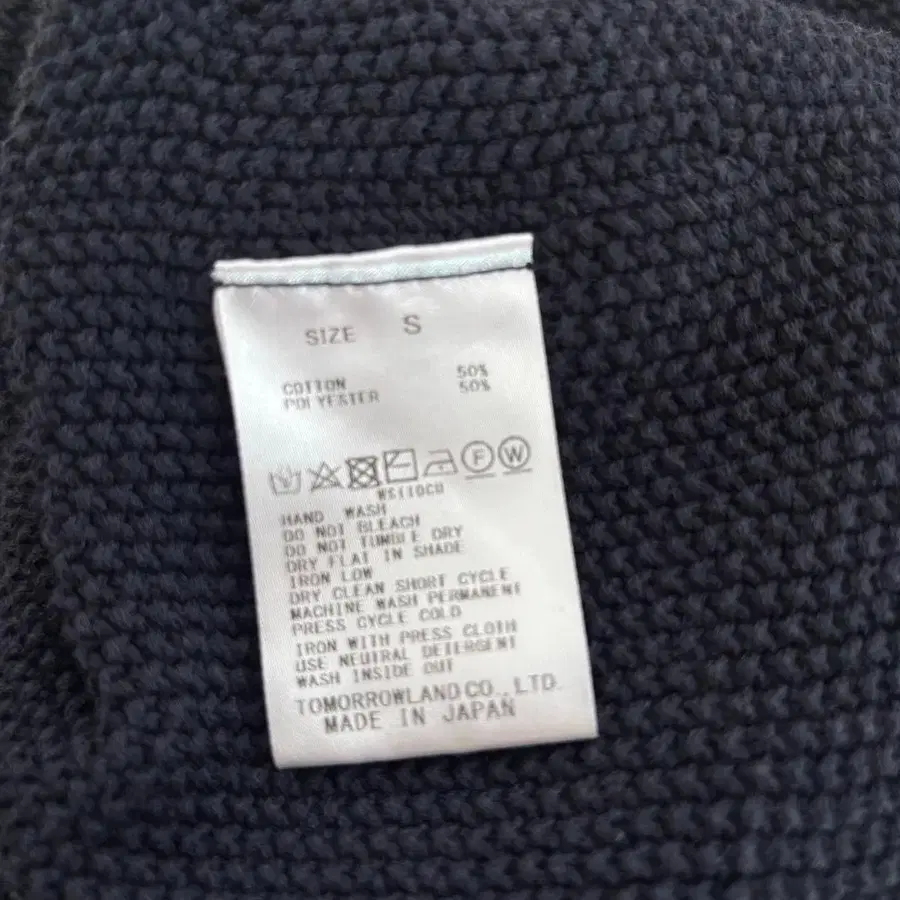 SIZE S
COTTON 50%
POLYESTER 50%
F W
WS110CU
HAND WASH
DO NOT BLEACH
DO NOT TUMBLE DRY
DRY FLAT IN SHADE
IRON LOW
DRY CLEAN SHORT CYCLE
MACHINE WASH PERMANENT
PRESS CYCLE COLD
IRON WITH PRESS CLOTH
USE NEUTRAL DETERGENT
WASH INSIDE OUT
TOMORROWLAND CO., LTD.
MADE IN JAPAN